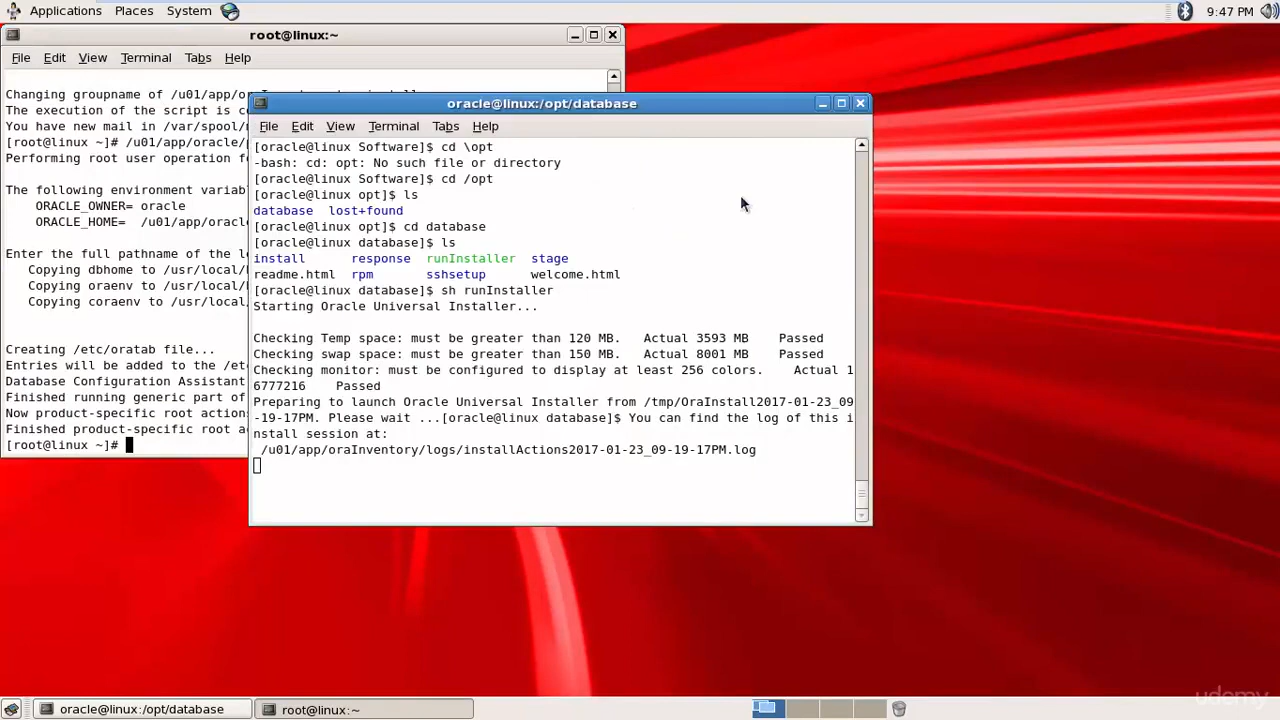 Applications Places System
9:47 PM
root@linux:~
File Edit View Terminal Tabs Help
Changing groupname of /u01/app/or
The execution of the script is c
You have new mail in /var/spool/
[root@linux ~]# /u01/app/oracle/
Performing root user operation f
The following environment variab
ORACLE_OWNER= oracle
ORACLE_HOME= /u01/app/or
Enter the full pathname of the l
Copying dbhome to /usr/local/
Copying oraenv to /usr/local/
Copying coraenv to /usr/local
Creating /etc/oratab file...
Entries will be added to the /et
Database Configuration Assistant
Finished running generic part of
Now product-specific root action
Finished product-specific root a
[root@linux ~]#
oracle@linux:/opt/database
File Edit View Terminal Tabs Help
[oracle@linux Software]$ cd \opt
-bash: cd: opt: No such file or directory
[oracle@linux Software]$ cd /opt
[oracle@linux opt]$ ls
database lost+found
[oracle@linux opt]$ cd database
[oracle@linux database]$ ls
install response runInstaller stage
readme.html rpm sshsetup welcome.html
[oracle@linux database]$ sh runInstaller
Starting Oracle Universal Installer...
Checking Temp space: must be greater than 120 MB. Actual 3593 MB Passed
Checking swap space: must be greater than 150 MB. Actual 8001 MB Passed
Checking monitor: must be configured to display at least 256 colors. Actual 1
6777216 Passed
Preparing to launch Oracle Universal Installer from /tmp/OraInstall2017-01-23_09
-19-17PM. Please wait ...[oracle@linux database]$ You can find the log of this i
nstall session at:
/u01/app/oraInventory/logs/installActions2017-01-23_09-19-17PM.log
oracle@linux:/opt/database
root@linux:~
udemy